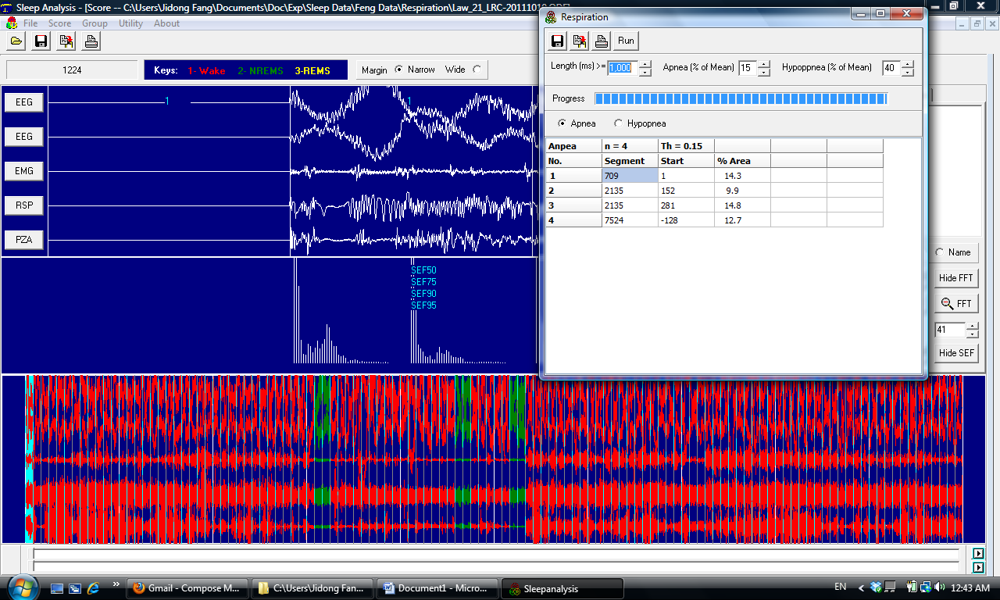 Sleep Analysis - [Score -- C:\Users\Jidong Fang\Documents\Doc\Exp\Sleep Data\Feng Data\Respiration\Law_21_LRC-20111010.ODF]
File Score Group Utility About
1224
Keys: 1- Wake 2- NREMS 3-REMS
Margin Narrow Wide
EEG
EEG
EMG
RSP
PZA
1
1
SEF50
SEF75
SEF90
SEF95
Respiration
Run
Length (ms) >= 1,000 Apnea (% of Mean) 15 Hypopnea (% of Mean) 40
Progress
Apnea Hypopnea
Anpea n = 4 Th = 0.15
No. Segment Start % Area
1 709 1 14.3
2 2135 152 9.9
3 2135 281 14.8
4 7524 -128 12.7
Name
Hide FFT
FFT
41
Hide SEF
Gmail - Compose M... C:\Users\Jidong Fan... Document1 - Micro... Sleepanalysis
EN 12:43 AM